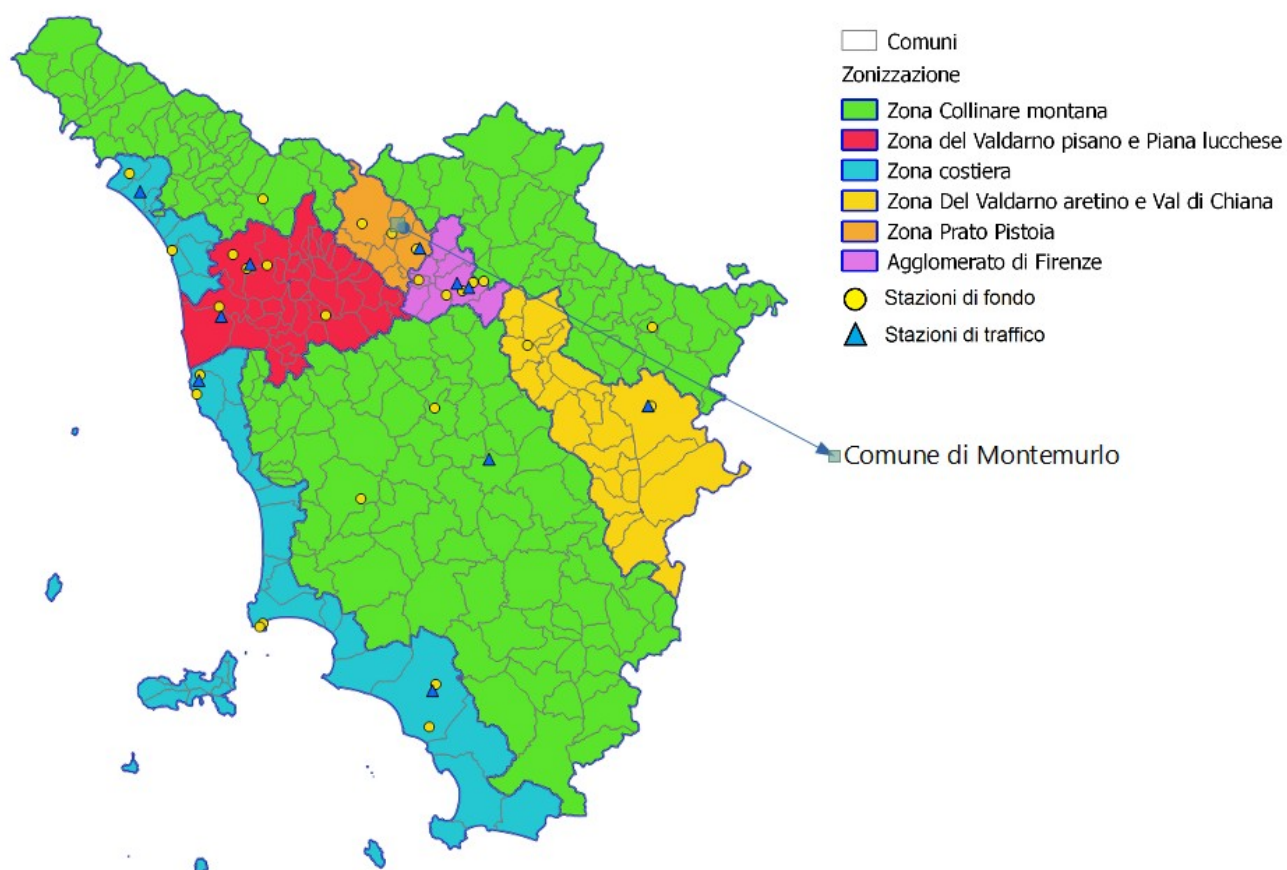 Comuni
Zonizzazione
Zona Collinare montana
Zona del Valdarno pisano e Piana lucchese
Zona costiera
Zona Del Valdarno aretino e Val di Chiana
Zona Prato Pistoia
Agglomerato di Firenze
Stazioni di fondo
Stazioni di traffico
Comune di Montemurlo